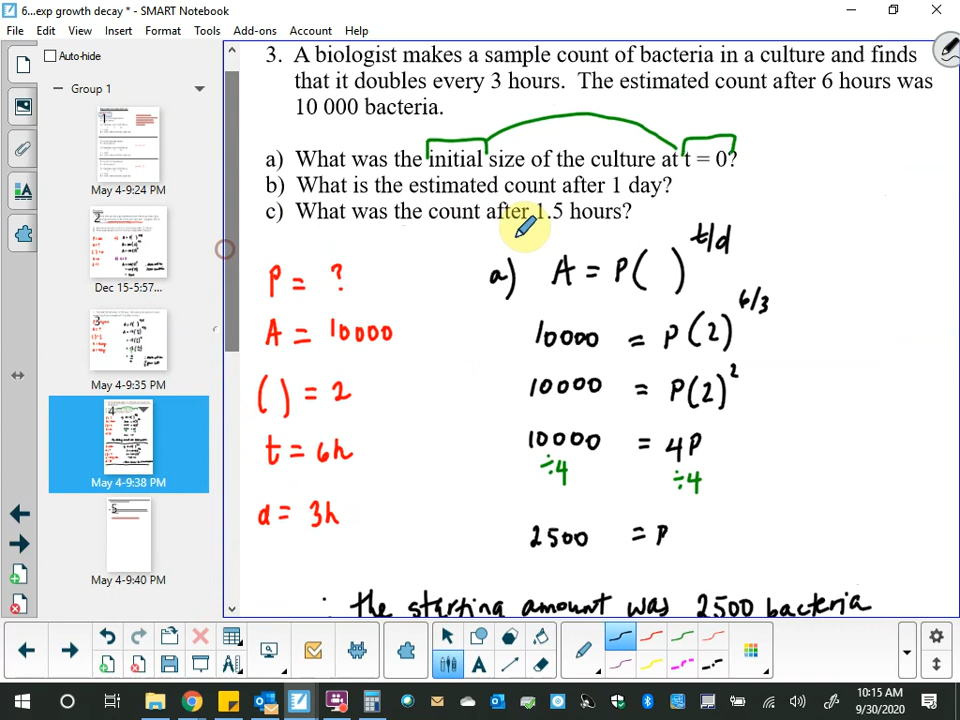 6...exp growth decay * - SMART Notebook
File Edit View Insert Format Tools Add-ons Account Help
Auto-hide
Group 1
1
May 4-9:24 PM
2
Dec 15-5:57...
3
May 4-9:35 PM
4
May 4-9:38 PM
5
May 4-9:40 PM
3. A biologist makes a sample count of bacteria in a culture and finds
that it doubles every 3 hours. The estimated count after 6 hours was
10 000 bacteria.
a) What was the initial size of the culture at t = 0?
b) What is the estimated count after 1 day?
c) What was the count after 1.5 hours?
P = ?
A = 10000
( ) = 2
t = 6h
d = 3h
a) A = P( )^t/d
10000 = P(2)^6/3
10000 = P(2)^2
10000 = 4P
÷4 ÷4
2500 = P
∴ the starting amount was 2500 bacteria
10:15 AM
9/30/2020